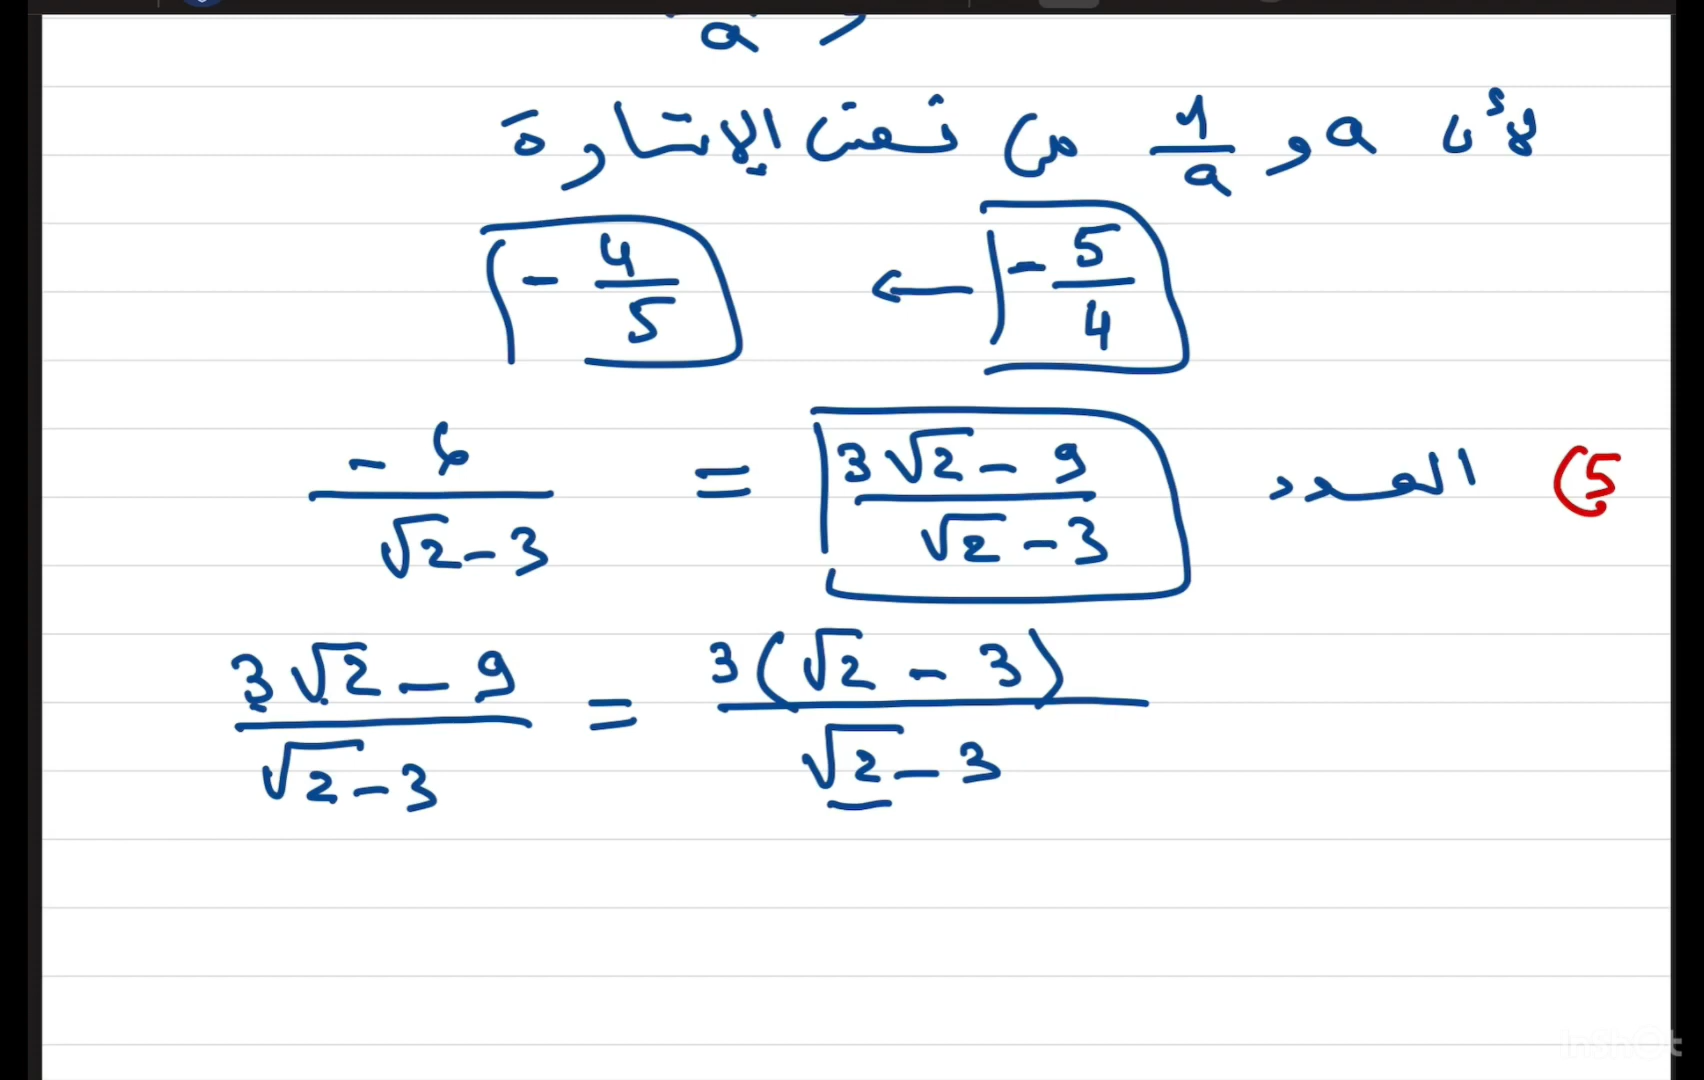 a و
لأن a و 1/a من نفس الإشارة
- 5/4 ← - 4/5
5) العدد (3√2 - 9)/(√2 - 3) = - 6/(√2 - 3)
(3√2 - 9)/(√2 - 3) = 3(√2 - 3)/(√2 - 3)
InShOt